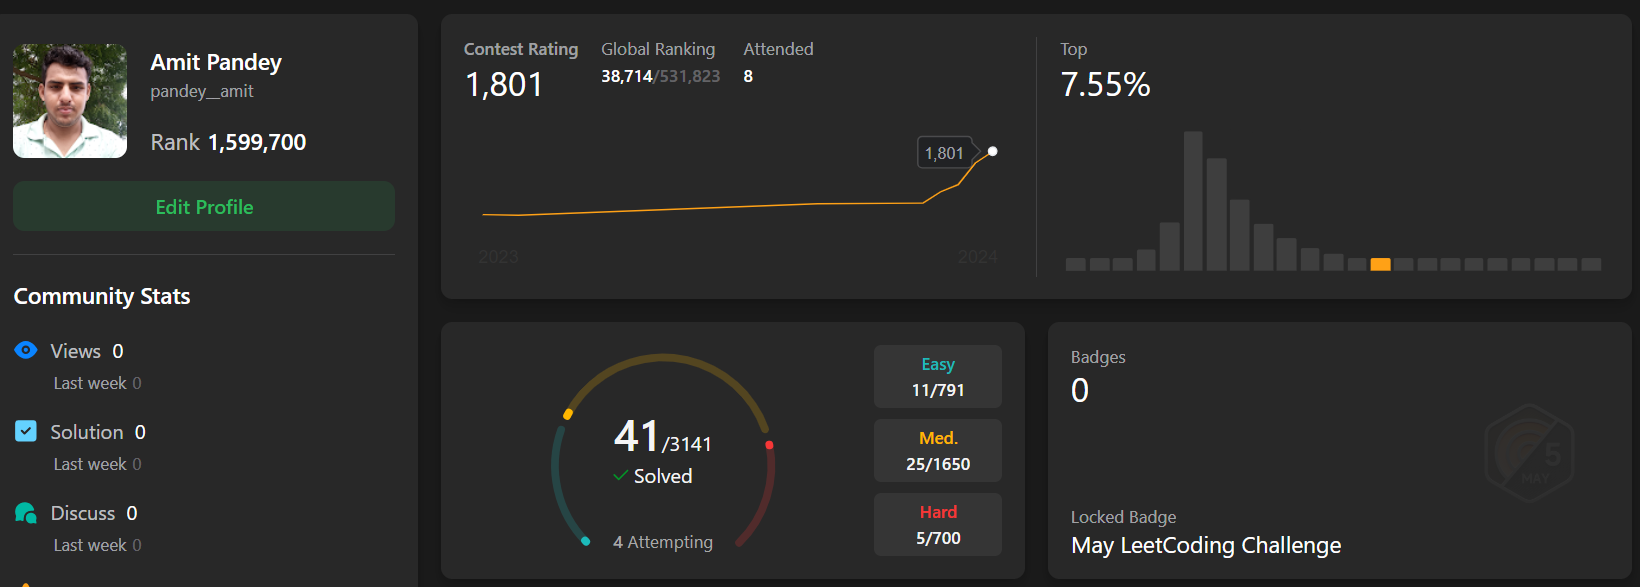 Amit Pandey
pandey__amit
Rank 1,599,700
Edit Profile
Community Stats
Views 0
Last week 0
Solution 0
Last week 0
Discuss 0
Last week 0
Contest Rating
1,801
Global Ranking
38,714/531,823
Attended
8
1,801
2023
2024
Top
7.55%
41/3141
Solved
4 Attempting
Easy
11/791
Med.
25/1650
Hard
5/700
Badges
0
5
MAY
Locked Badge
May LeetCoding Challenge